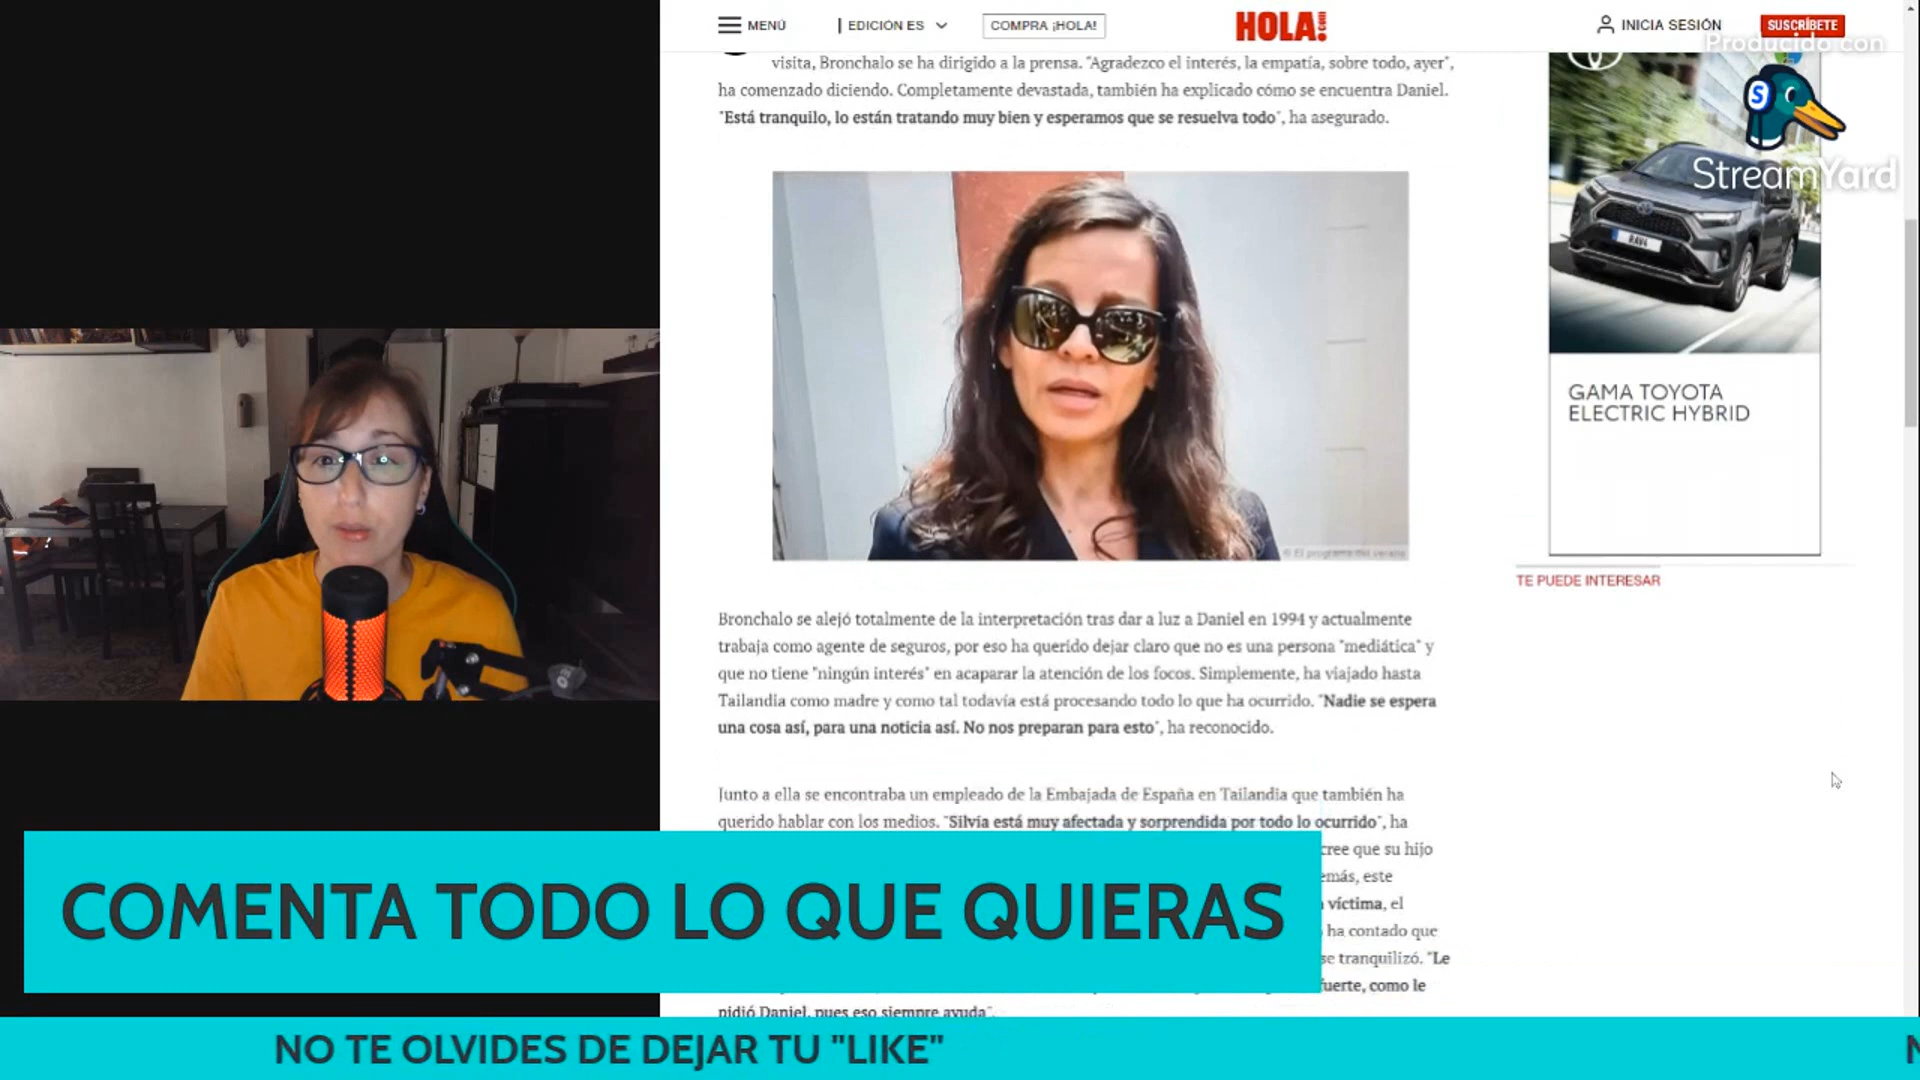 MENÚ
EDICIÓN ES
COMPRA ¡HOLA!
HOLA!.com
INICIA SESIÓN
SUSCRÍBETE
Producido con
StreamYard
visita, Bronchalo se ha dirigido a la prensa. "Agradezco el interés, la empatía, sobre todo, ayer",
ha comenzado diciendo. Completamente devastada, también ha explicado cómo se encuentra Daniel.
"Está tranquilo, lo están tratando muy bien y esperamos que se resuelva todo", ha asegurado.
RAV4
© El programa del verano
GAMA TOYOTA
ELECTRIC HYBRID
TE PUEDE INTERESAR
Bronchalo se alejó totalmente de la interpretación tras dar a luz a Daniel en 1994 y actualmente
trabaja como agente de seguros, por eso ha querido dejar claro que no es una persona "mediática" y
que no tiene "ningún interés" en acaparar la atención de los focos. Simplemente, ha viajado hasta
Tailandia como madre y como tal todavía está procesando todo lo que ha ocurrido. "Nadie se espera
una cosa así, para una noticia así. No nos preparan para esto", ha reconocido.
Junto a ella se encontraba un empleado de la Embajada de España en Tailandia que también ha
querido hablar con los medios. "Silvia está muy afectada y sorprendida por todo lo ocurrido", ha
cree que su hijo
emás, este
víctima, el
ha contado que
se tranquilizó. "Le
fuerte, como le
pidió Daniel, pues eso siempre ayuda".
COMENTA TODO LO QUE QUIERAS
NO TE OLVIDES DE DEJAR TU "LIKE"
N